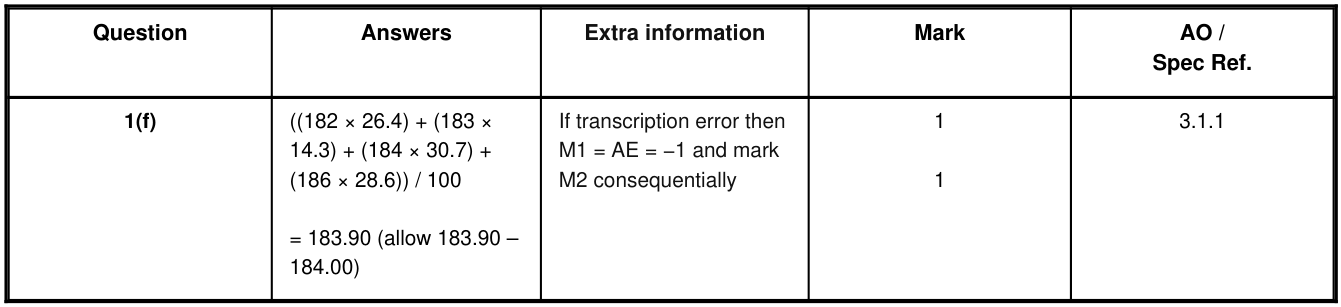 Question Answers Extra information Mark AO /
Spec Ref.
1(f)
((182 × 26.4) + (183 ×
14.3) + (184 × 30.7) +
(186 × 28.6)) / 100
= 183.90 (allow 183.90 –
184.00)
If transcription error then
M1 = AE = –1 and mark
M2 consequentially
1
1
3.1.1